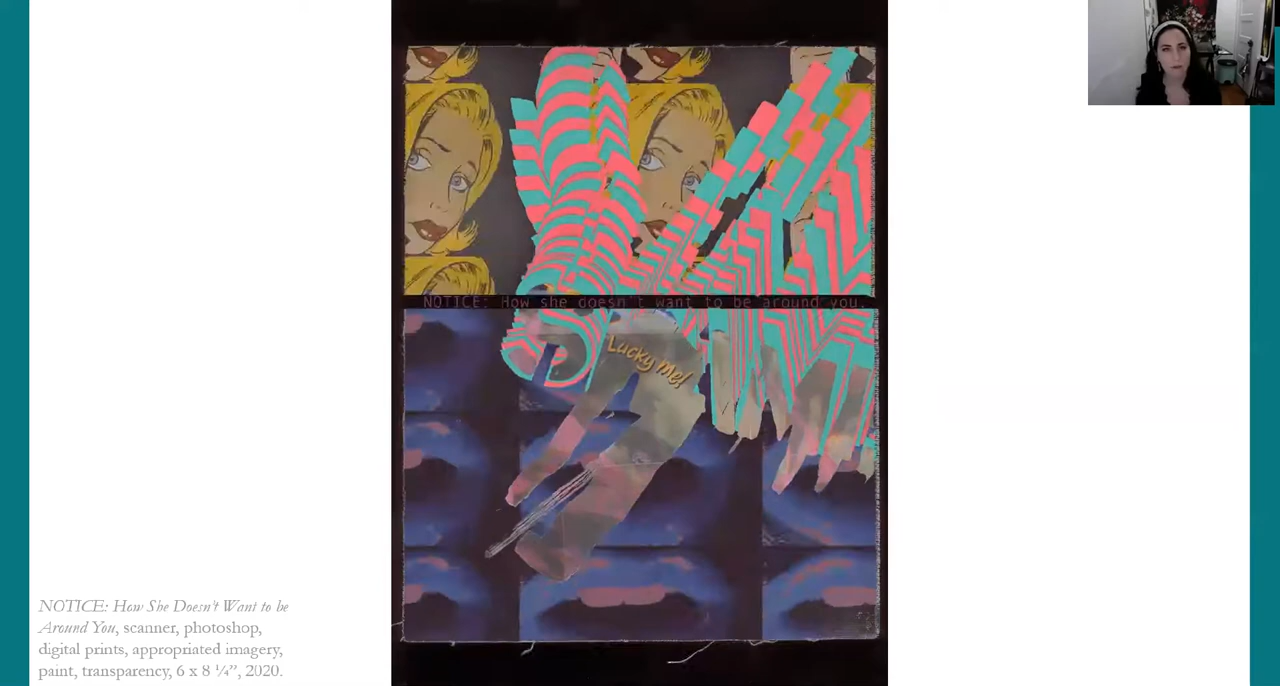 NOTICE: How she doesn't want to be around you.
Lucky Me!
NOTICE: How She Doesn't Want to be
Around You, scanner, photoshop,
digital prints, appropriated imagery,
paint, transparency, 6 x 8 ¼”, 2020.